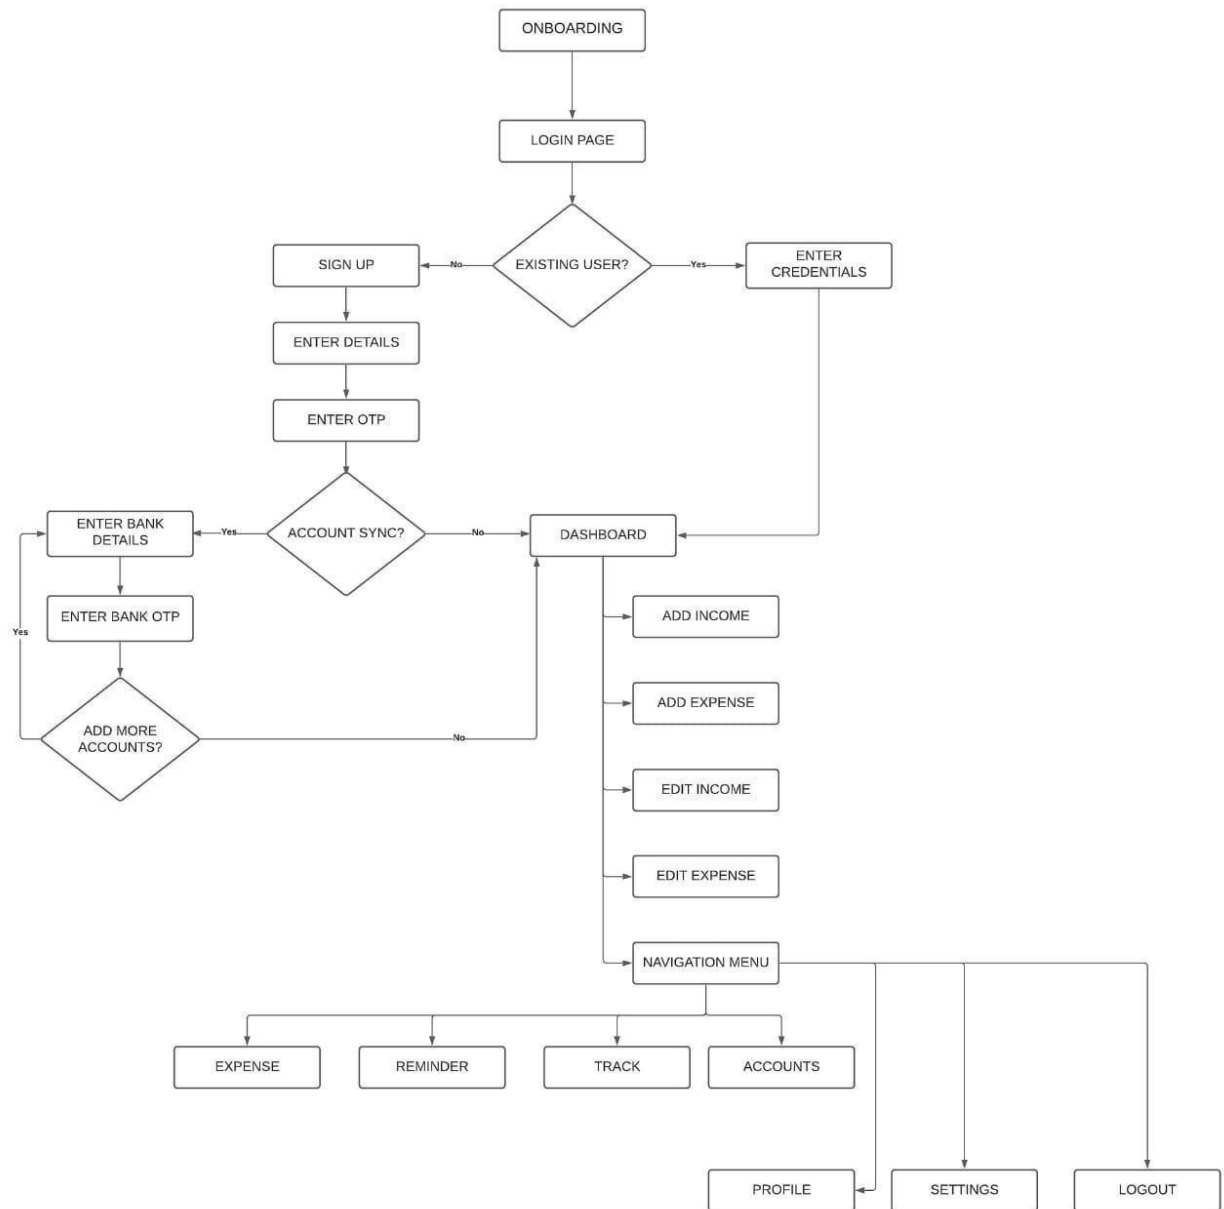 ONBOARDING
LOGIN PAGE
EXISTING USER?
No
Yes
SIGN UP
ENTER
CREDENTIALS
ENTER DETAILS
ENTER OTP
ACCOUNT SYNC?
Yes
No
ENTER BANK
DETAILS
DASHBOARD
ENTER BANK OTP
Yes
ADD MORE
ACCOUNTS?
No
ADD INCOME
ADD EXPENSE
EDIT INCOME
EDIT EXPENSE
NAVIGATION MENU
EXPENSE
REMINDER
TRACK
ACCOUNTS
PROFILE
SETTINGS
LOGOUT